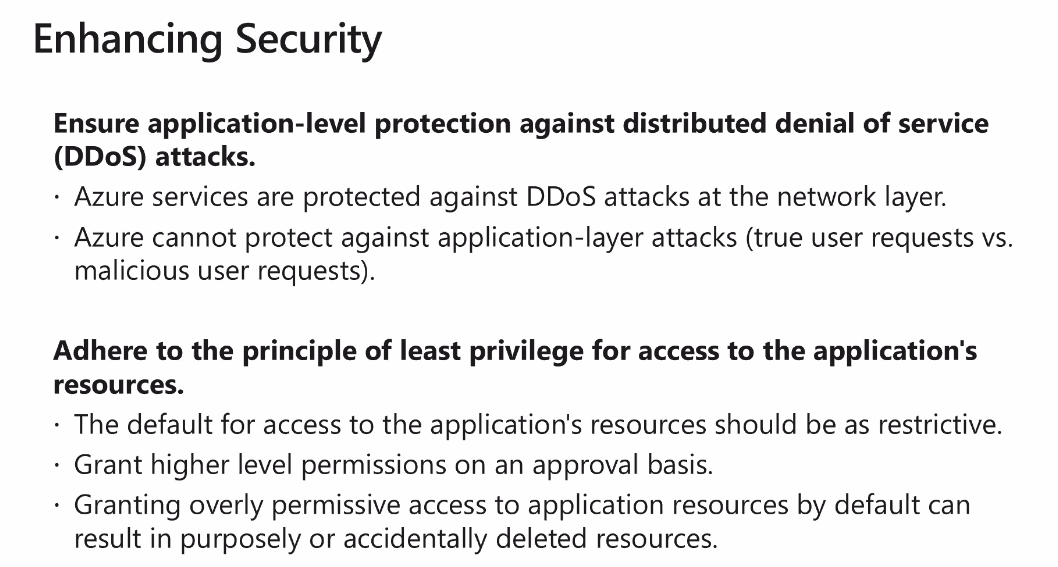 Enhancing Security
Ensure application-level protection against distributed denial of service
(DDoS) attacks.
· Azure services are protected against DDoS attacks at the network layer.
· Azure cannot protect against application-layer attacks (true user requests vs.
malicious user requests).
Adhere to the principle of least privilege for access to the application's
resources.
· The default for access to the application's resources should be as restrictive.
· Grant higher level permissions on an approval basis.
· Granting overly permissive access to application resources by default can
result in purposely or accidentally deleted resources.